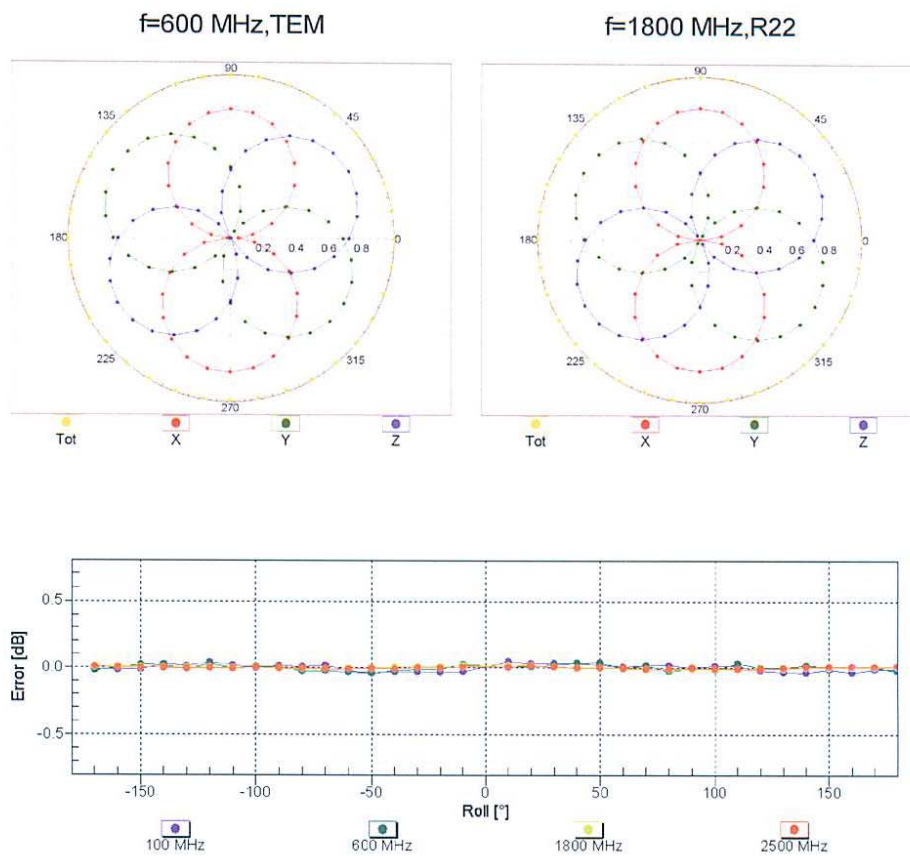 f=600 MHz,TEM
f=1800 MHz,R22
90
135
45
180
0
0.2 0.4 0.6 0.8
225
315
270
Tot X Y Z
90
135
45
180
0
0.2 0.4 0.6 0.8
225
315
270
Tot X Y Z
Error [dB]
0.5
0.0
-0.5
-150 -100 -50 0 50 100 150
Roll [°]
100 MHz 600 MHz 1800 MHz 2500 MHz